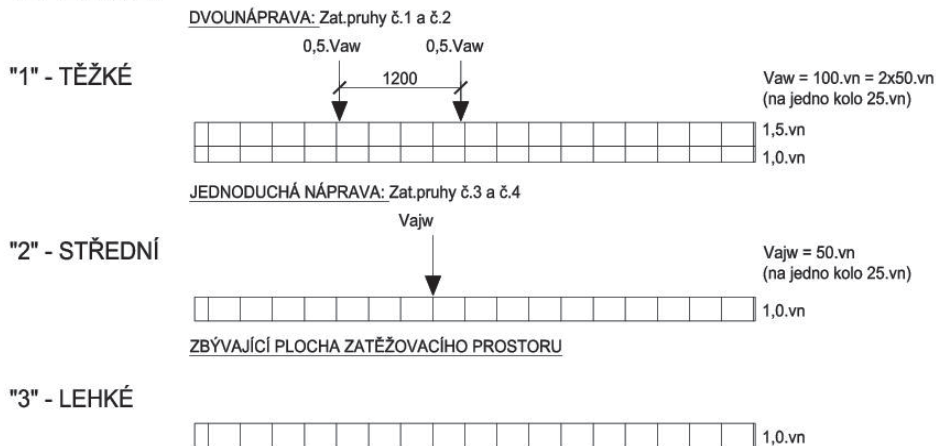 DVOUNÁPRAVA: Zat.pruhy č.1 a č.2
0,5.Vaw 0,5.Vaw
"1" - TĚŽKÉ
1200
Vaw = 100.vn = 2x50.vn
(na jedno kolo 25.vn)
1,5.vn
1,0.vn
JEDNODUCHÁ NÁPRAVA: Zat.pruhy č.3 a č.4
Vajw
"2" - STŘEDNÍ
Vajw = 50.vn
(na jedno kolo 25.vn)
1,0.vn
ZBÝVAJÍCÍ PLOCHA ZATĚŽOVACÍHO PROSTORU
"3" - LEHKÉ
1,0.vn